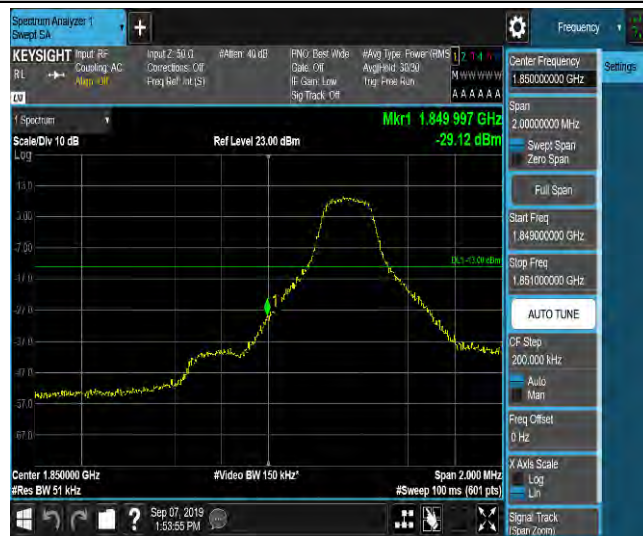 Spectrum Analyzer 1
Swept SA
Frequency
KEYSIGHT
RL
Input: RF
Coupling: AC
Align: Off
Input Z: 50 Ω
Corrections: Off
Freq Ref: Int (S)
#Atten: 40 dB
PNO: Best Wide
Gate: Off
IF Gain: Low
Sig Track: Off
#Avg Type: Power (RMS
Avg|Hold: 30/30
Trig: Free Run
M W W W W W
A A A A A A
LW
1 Spectrum
Scale/Div 10 dB
Ref Level 23.00 dBm
Mkr1 1.849 997 GHz
-29.12 dBm
Log
13.0
3.00
-7.00
DL1 -13.00 dBm
-17.0
-27.0
1
-37.0
-47.0
-57.0
-67.0
Center 1.850000 GHz
#Video BW 150 kHz*
Span 2.000 MHz
#Res BW 51 kHz
#Sweep 100 ms (601 pts)
Sep 07, 2019
1:53:55 PM
Center Frequency
1.850000000 GHz
Settings
Span
2.00000000 MHz
Swept Span
Zero Span
Full Span
Start Freq
1.849000000 GHz
Stop Freq
1.851000000 GHz
AUTO TUNE
CF Step
200.000 kHz
Auto
Man
Freq Offset
0 Hz
X Axis Scale
Log
Lin
Signal Track
(Span Zoom)